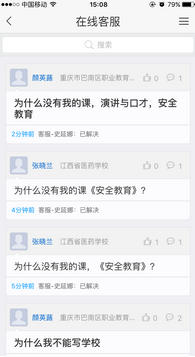 中国移动 15:08 79%
在线客服
搜索
颜英蕗 重庆市巴南区职业教育... 0 1
为什么没有我的课，演讲与口才，安全
教育
2分钟前 客服-史延娜：已解决
张晓兰 江西省医药学校 0 1
为什么没有我的课《安全教育》？
4分钟前 客服-史延娜：已解决
张晓兰 江西省医药学校 1 1
为什么没有我的课，《安全教育》？
5分钟前 客服-史延娜：已解决
颜英蕗 重庆市巴南区职业教育... 0 2
为什么我不能写学校